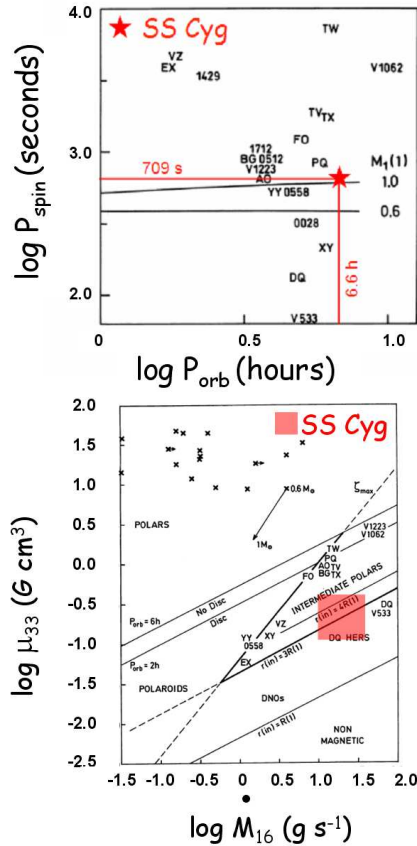 4.0
SS Cyg
TW
VZ
EX
1429
V1062
TV
TX
FO
1712
BG 0512
PQ
V1223
M₁(1)
709 s
AO
1.0
YY 0558
0.6
0028
XY
DQ
6.6 h
V533
3.0
2.0
log P_spin (seconds)
0
0.5
1.0
log P_orb (hours)
2.0
SS Cyg
1.5
1.0
0.5
0.0
-0.5
-1.0
-1.5
-2.0
-2.5
log μ₃₃ (G cm³)
0.6 M⊙
ζmax
POLARS
1M⊙
V1223
V1062
TW
PQ
AO TV
FO
BG TX
No Disc
Disc
P_orb = 6h
INTERMEDIATE POLARS
r(in) = 4R(1)
VZ
XY
DQ
V533
YY
0558
DQ HERS
EX
r(in) = 3R(1)
P_orb = 2h
POLAROIDS
DNOs
r(in) = R(1)
NON
MAGNETIC
-1.5
-1.0
-0.5
0.0
0.5
1.0
1.5
2.0
log Ṁ₁₆ (g s⁻¹)